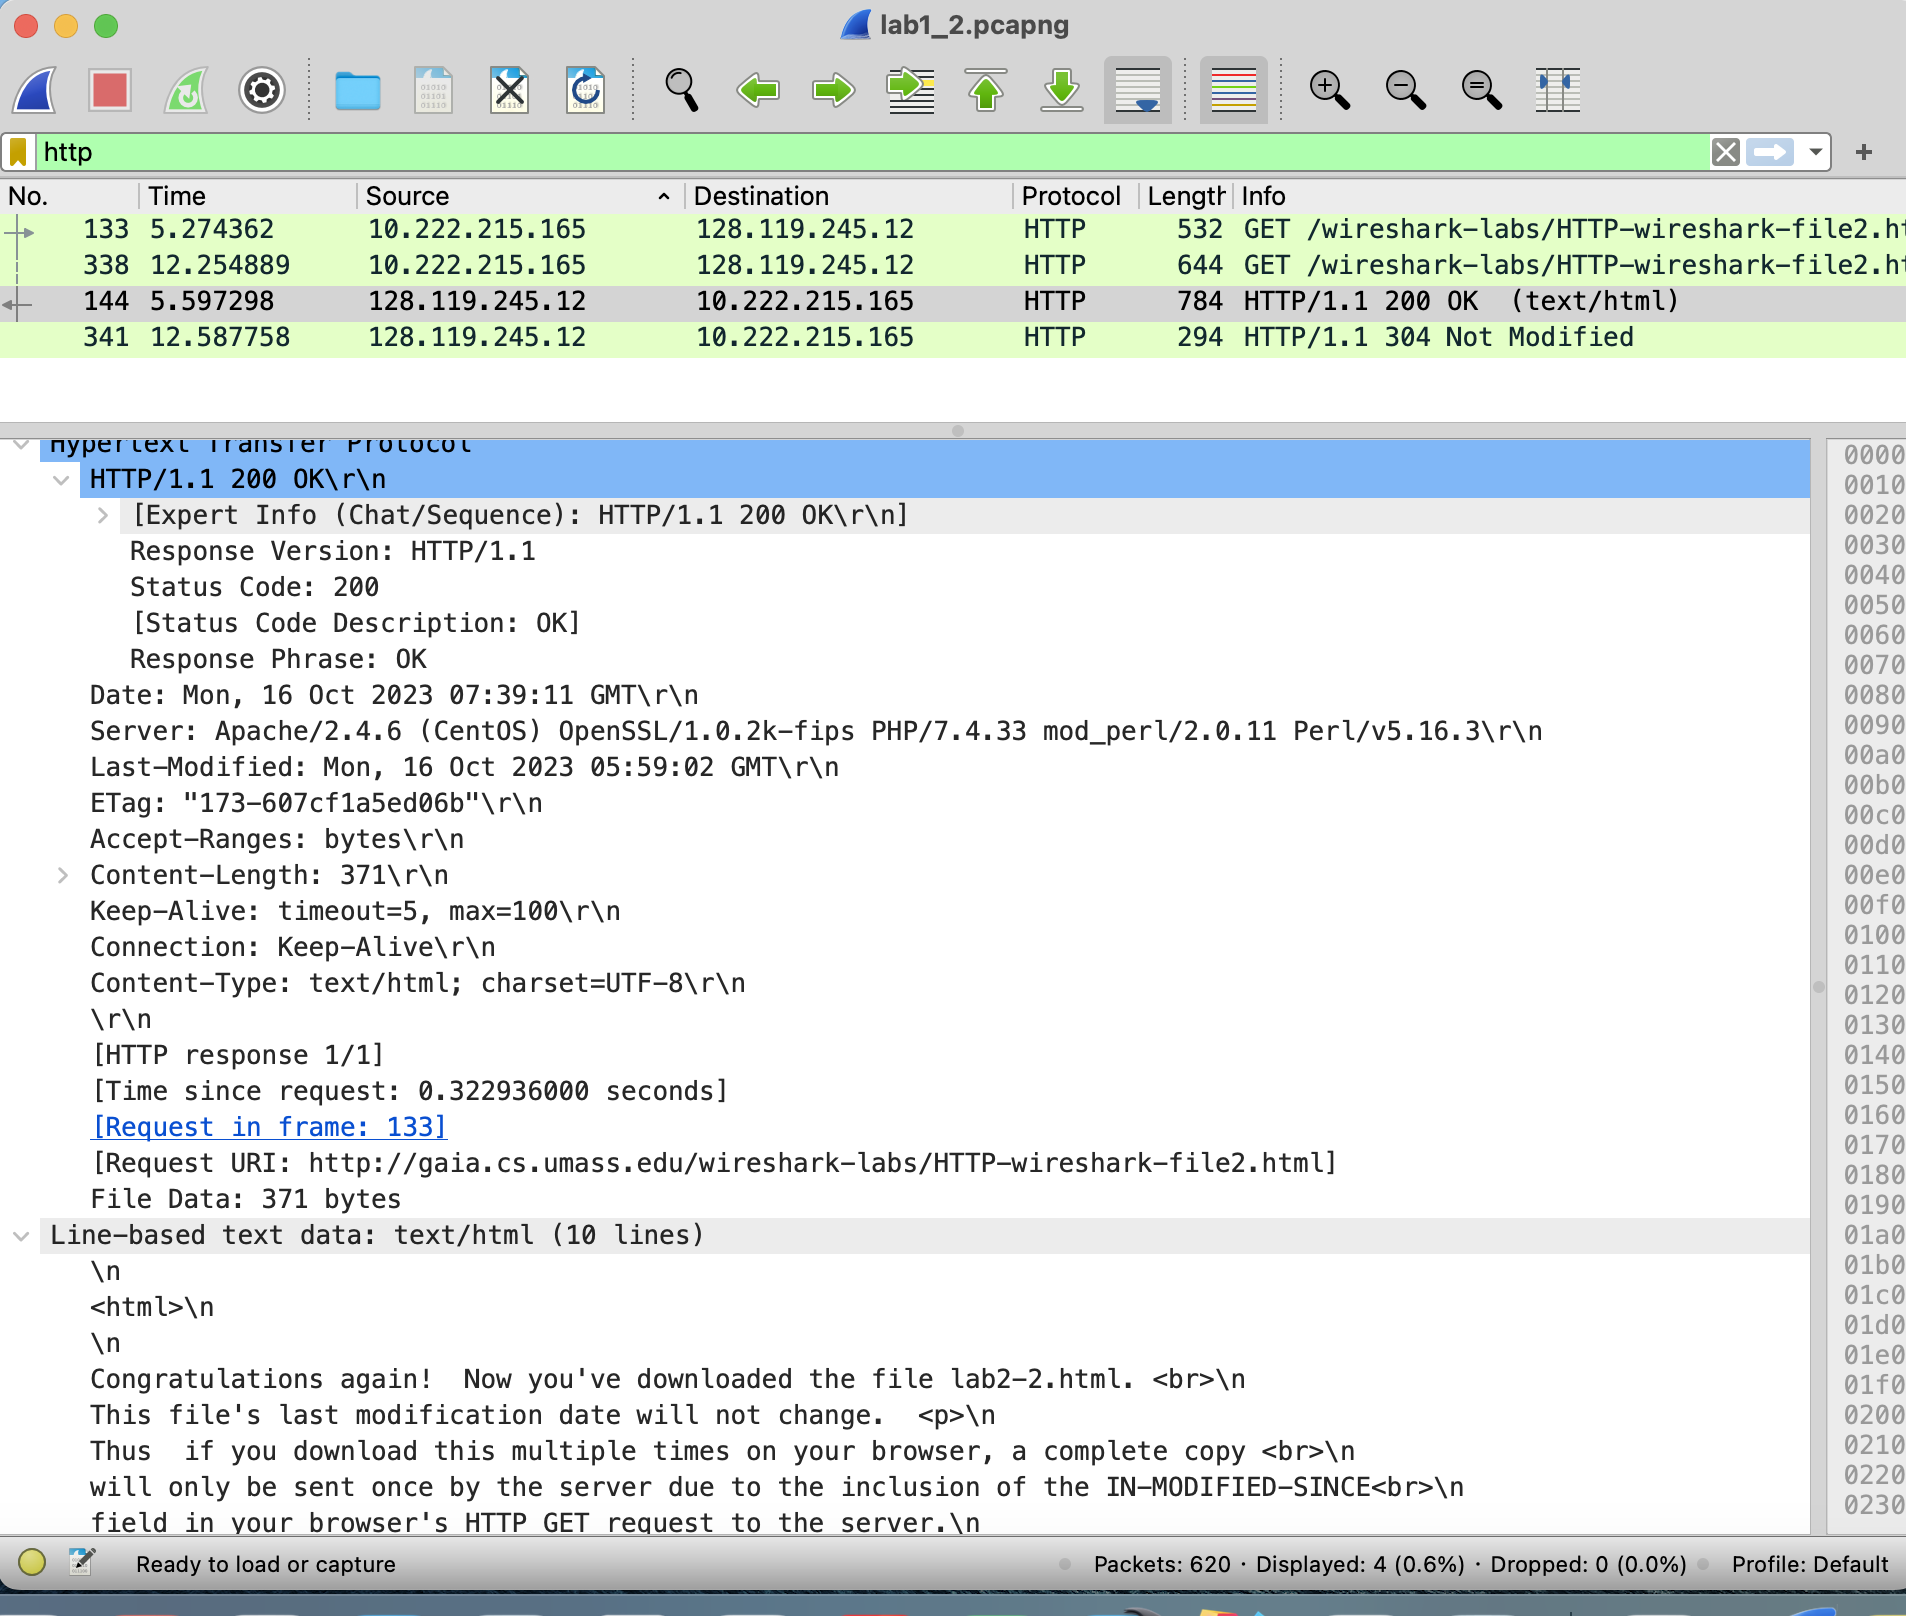 lab1_2.pcapng
http
No. Time Source Destination Protocol Length Info
133 5.274362 10.222.215.165 128.119.245.12 HTTP 532 GET /wireshark-labs/HTTP-wireshark-file2.ht
338 12.254889 10.222.215.165 128.119.245.12 HTTP 644 GET /wireshark-labs/HTTP-wireshark-file2.ht
144 5.597298 128.119.245.12 10.222.215.165 HTTP 784 HTTP/1.1 200 OK  (text/html)
341 12.587758 128.119.245.12 10.222.215.165 HTTP 294 HTTP/1.1 304 Not Modified
Hypertext Transfer Protocol
HTTP/1.1 200 OK\r\n
[Expert Info (Chat/Sequence): HTTP/1.1 200 OK\r\n]
Response Version: HTTP/1.1
Status Code: 200
[Status Code Description: OK]
Response Phrase: OK
Date: Mon, 16 Oct 2023 07:39:11 GMT\r\n
Server: Apache/2.4.6 (CentOS) OpenSSL/1.0.2k-fips PHP/7.4.33 mod_perl/2.0.11 Perl/v5.16.3\r\n
Last-Modified: Mon, 16 Oct 2023 05:59:02 GMT\r\n
ETag: "173-607cf1a5ed06b"\r\n
Accept-Ranges: bytes\r\n
Content-Length: 371\r\n
Keep-Alive: timeout=5, max=100\r\n
Connection: Keep-Alive\r\n
Content-Type: text/html; charset=UTF-8\r\n
\r\n
[HTTP response 1/1]
[Time since request: 0.322936000 seconds]
[Request in frame: 133]
[Request URI: http://gaia.cs.umass.edu/wireshark-labs/HTTP-wireshark-file2.html]
File Data: 371 bytes
Line-based text data: text/html (10 lines)
\n
<html>\n
\n
Congratulations again!  Now you've downloaded the file lab2-2.html. <br>\n
This file's last modification date will not change.  <p>\n
Thus  if you download this multiple times on your browser, a complete copy <br>\n
will only be sent once by the server due to the inclusion of the IN-MODIFIED-SINCE<br>\n
field in your browser's HTTP GET request to the server.\n
0000
0010
0020
0030
0040
0050
0060
0070
0080
0090
00a0
00b0
00c0
00d0
00e0
00f0
0100
0110
0120
0130
0140
0150
0160
0170
0180
0190
01a0
01b0
01c0
01d0
01e0
01f0
0200
0210
0220
0230
Ready to load or capture
Packets: 620 · Displayed: 4 (0.6%) · Dropped: 0 (0.0%)
Profile: Default